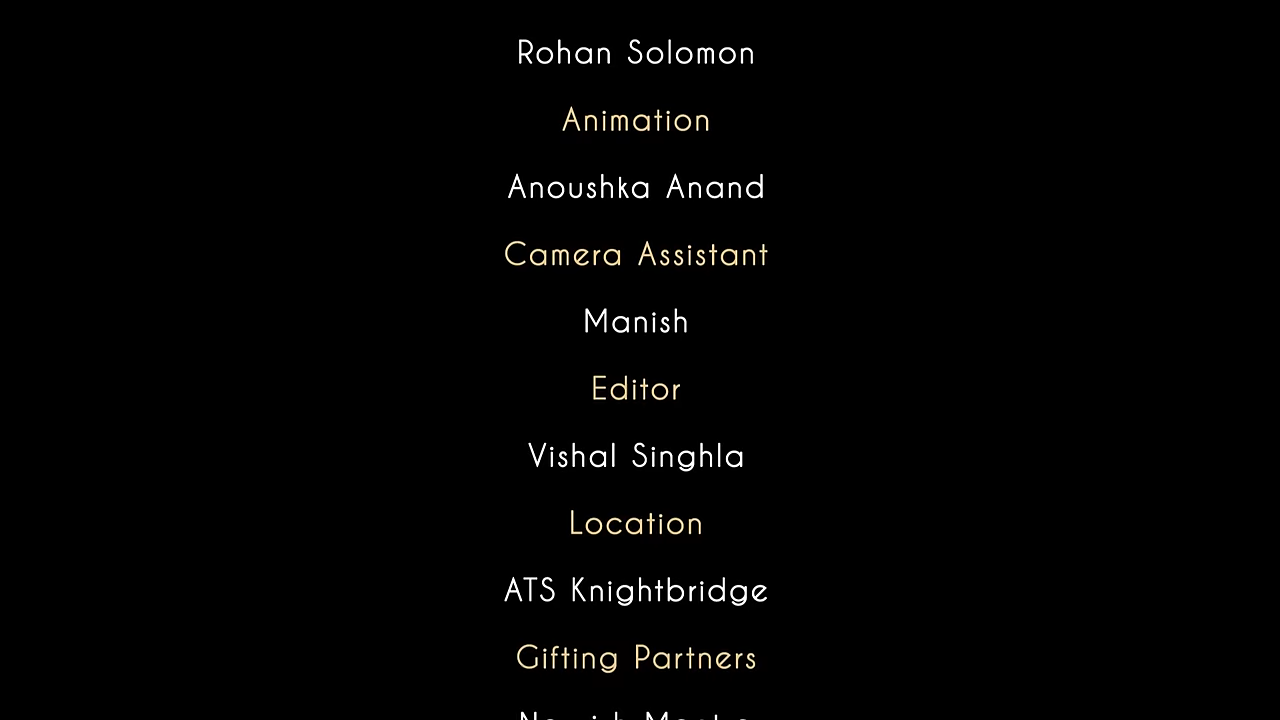 Rohan Solomon
Animation
Anoushka Anand
Camera Assistant
Manish
Editor
Vishal Singhla
Location
ATS Knightbridge
Gifting Partners